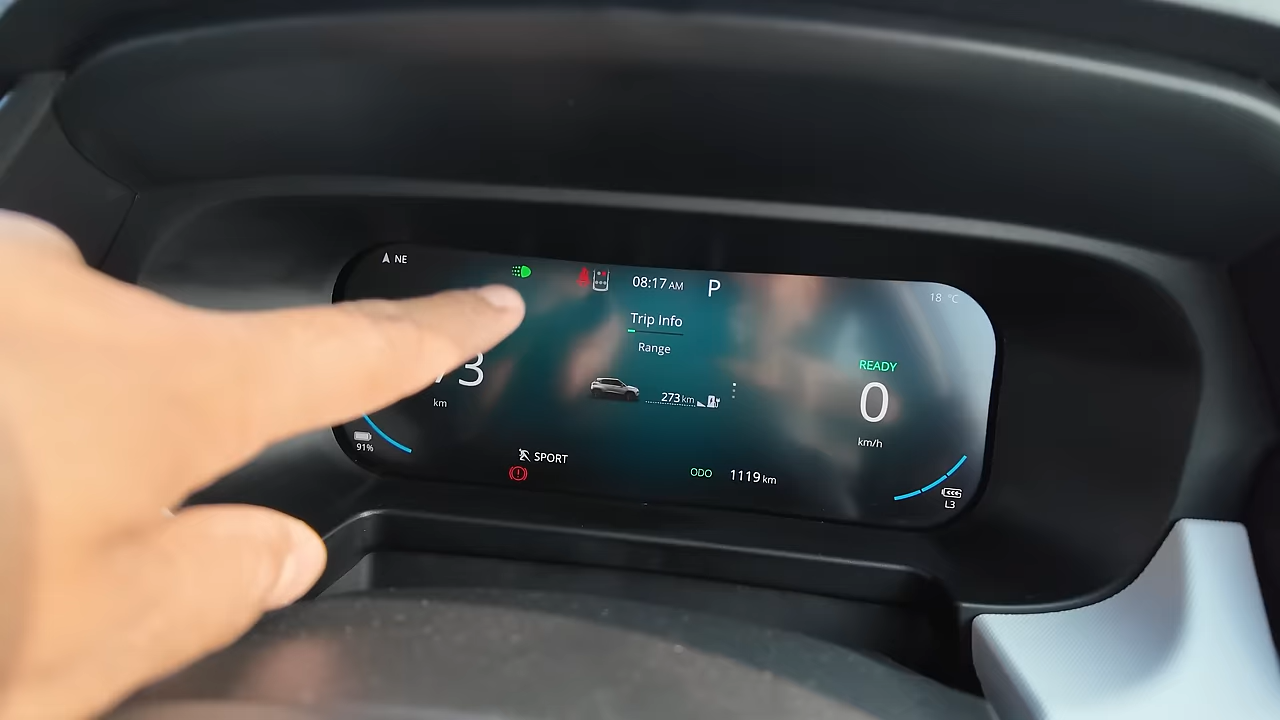 NE
08:17 AM
P
18 °C
Trip Info
Range
273 km
3
km
READY
0
km/h
91%
SPORT
ODO 1119 km
L3